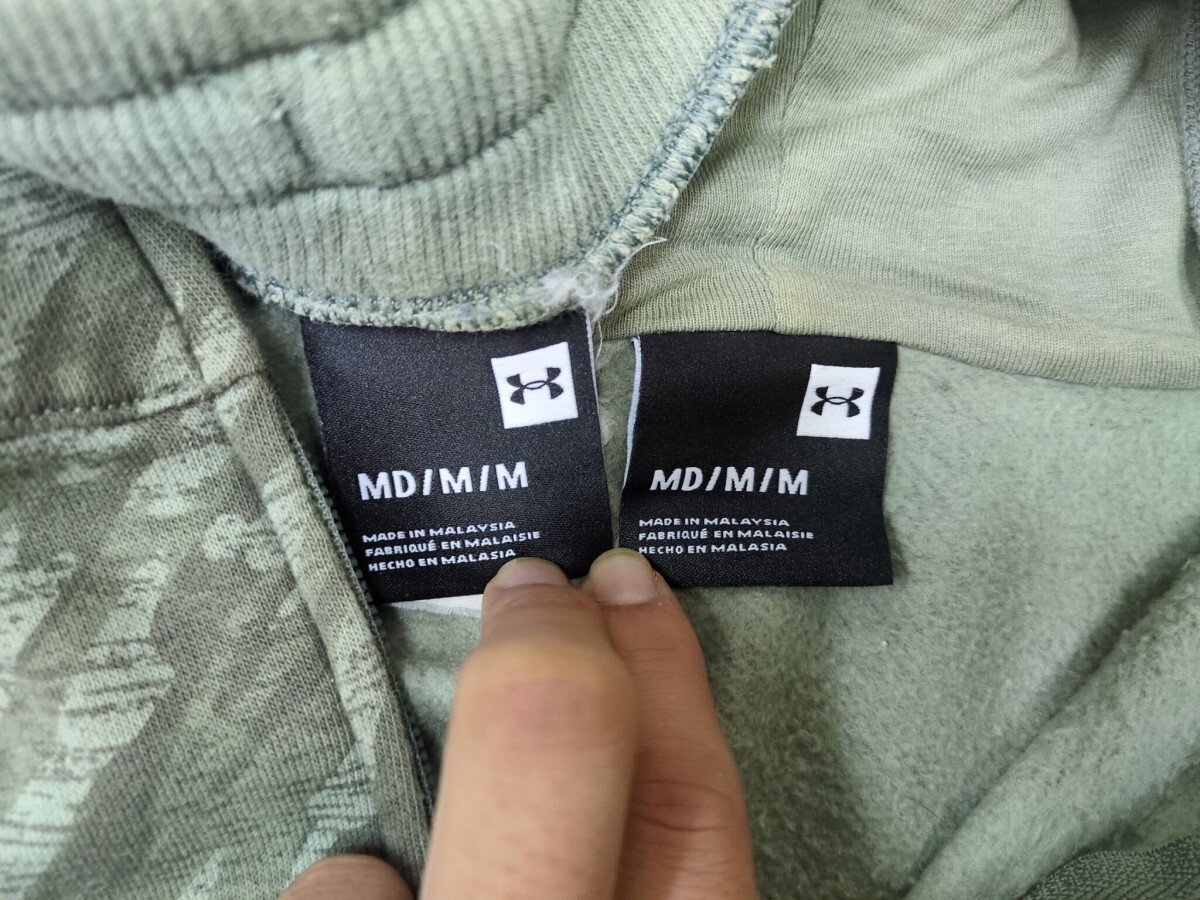 MD/M/M
MADE IN MALAYSIA
FABRIQUÉ EN MALAISIE
HECHO EN MALASIA
MD/M/M
MADE IN MALAYSIA
FABRIQUÉ EN MALAISIE
HECHO EN MALASIA